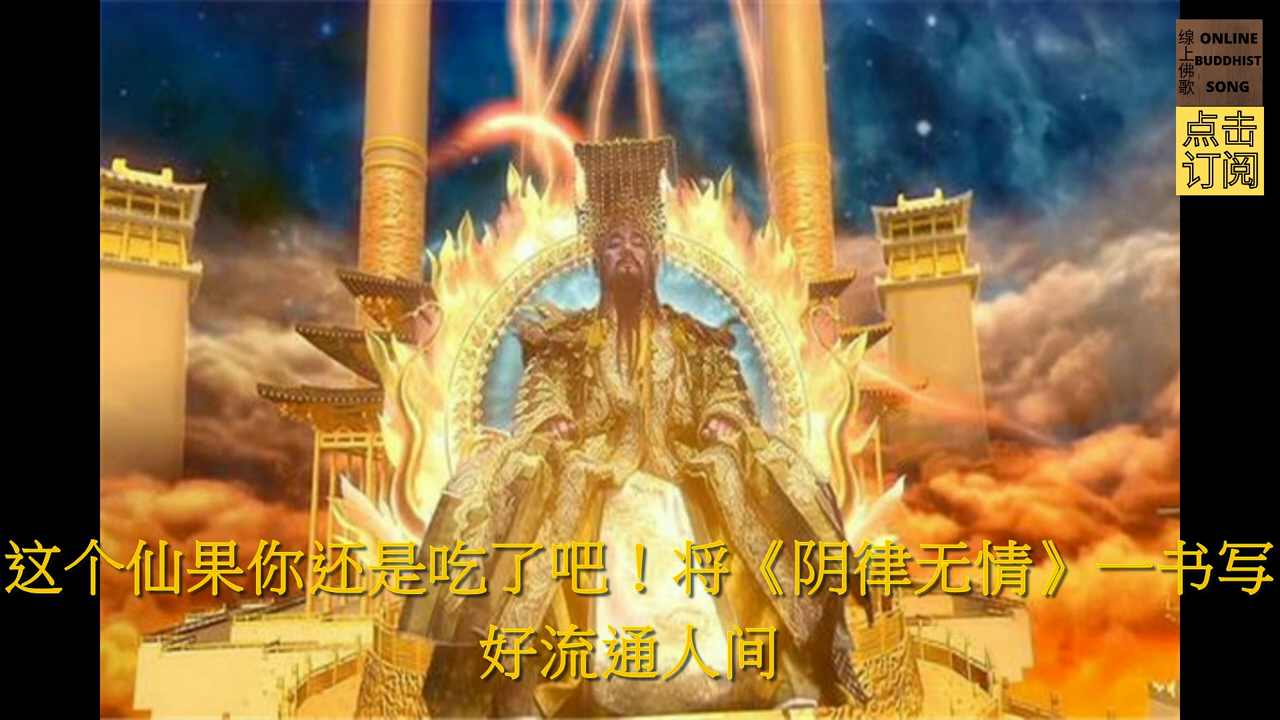 线上佛歌
ONLINE
BUDDHIST
SONG
点击
订阅
这个仙果你还是吃了吧！将《阴律无情》一书写
好流通人间